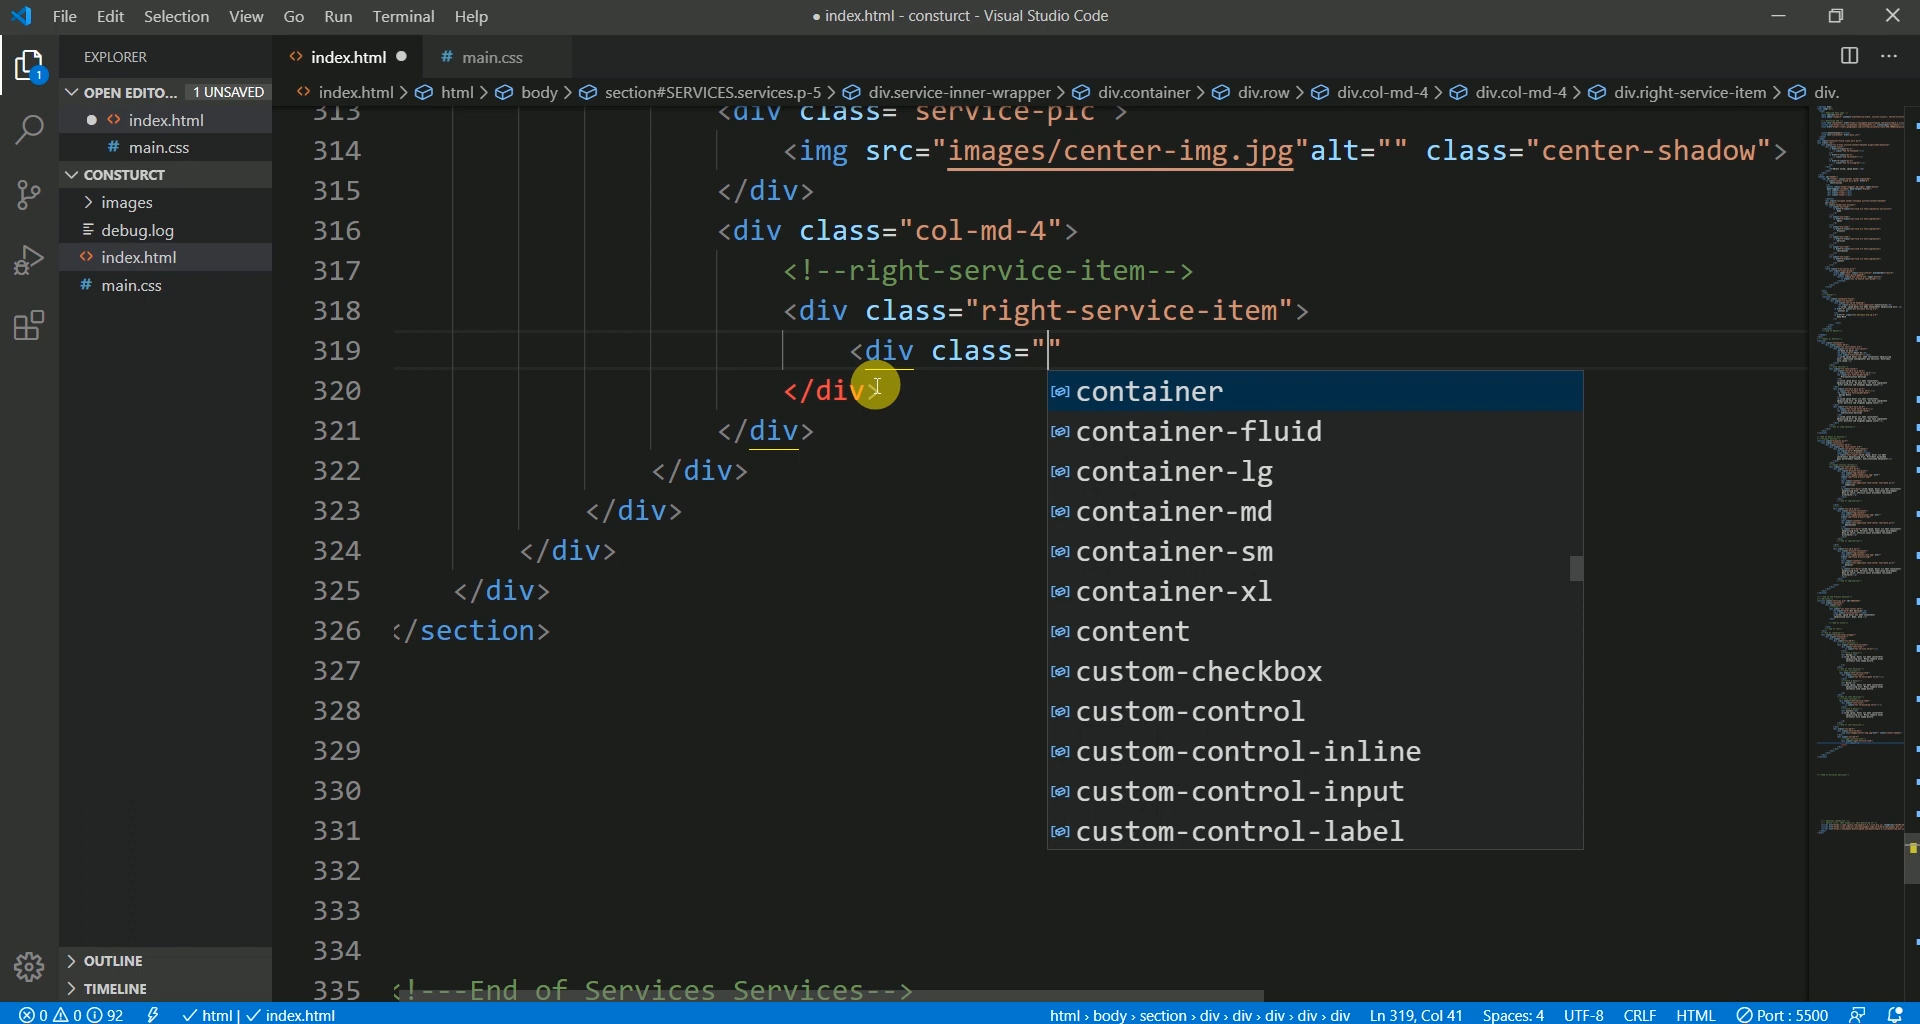 File Edit Selection View Go Run Terminal Help
● index.html - consturct - Visual Studio Code
EXPLORER
OPEN EDITO... 1 UNSAVED
index.html
main.css
CONSTURCT
images
debug.log
index.html
main.css
OUTLINE
TIMELINE
1
index.html
main.css
index.html > html > body > section#SERVICES.services.p-5 > div.service-inner-wrapper > div.container > div.row > div.col-md-4 > div.col-md-4 > div.right-service-item > div.
313 <div class="service-pic">
314 <img src="images/center-img.jpg"alt="" class="center-shadow">
315 </div>
316 <div class="col-md-4">
317 <!--right-service-item-->
318 <div class="right-service-item">
319 <div class=""
320 </div>
321 </div>
322 </div>
323 </div>
324 </div>
325 </div>
326 </section>
327
328
329
330
331
332
333
334
335 <!---End of Services Services-->
container
container-fluid
container-lg
container-md
container-sm
container-xl
content
custom-checkbox
custom-control
custom-control-inline
custom-control-input
custom-control-label
0 0 92 html | index.html
html › body › section › div › div › div › div › div Ln 319, Col 41 Spaces: 4 UTF-8 CRLF HTML Port : 5500